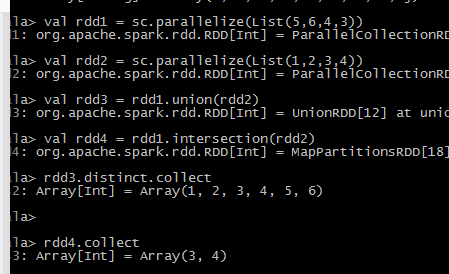 la> val rdd1 = sc.parallelize(List(5,6,4,3))
d1: org.apache.spark.rdd.RDD[Int] = ParallelCollectionRD
la> val rdd2 = sc.parallelize(List(1,2,3,4))
d2: org.apache.spark.rdd.RDD[Int] = ParallelCollectionRD
la> val rdd3 = rdd1.union(rdd2)
d3: org.apache.spark.rdd.RDD[Int] = UnionRDD[12] at unio
la> val rdd4 = rdd1.intersection(rdd2)
d4: org.apache.spark.rdd.RDD[Int] = MapPartitionsRDD[18]
la> rdd3.distinct.collect
2: Array[Int] = Array(1, 2, 3, 4, 5, 6)
la>
la> rdd4.collect
3: Array[Int] = Array(3, 4)